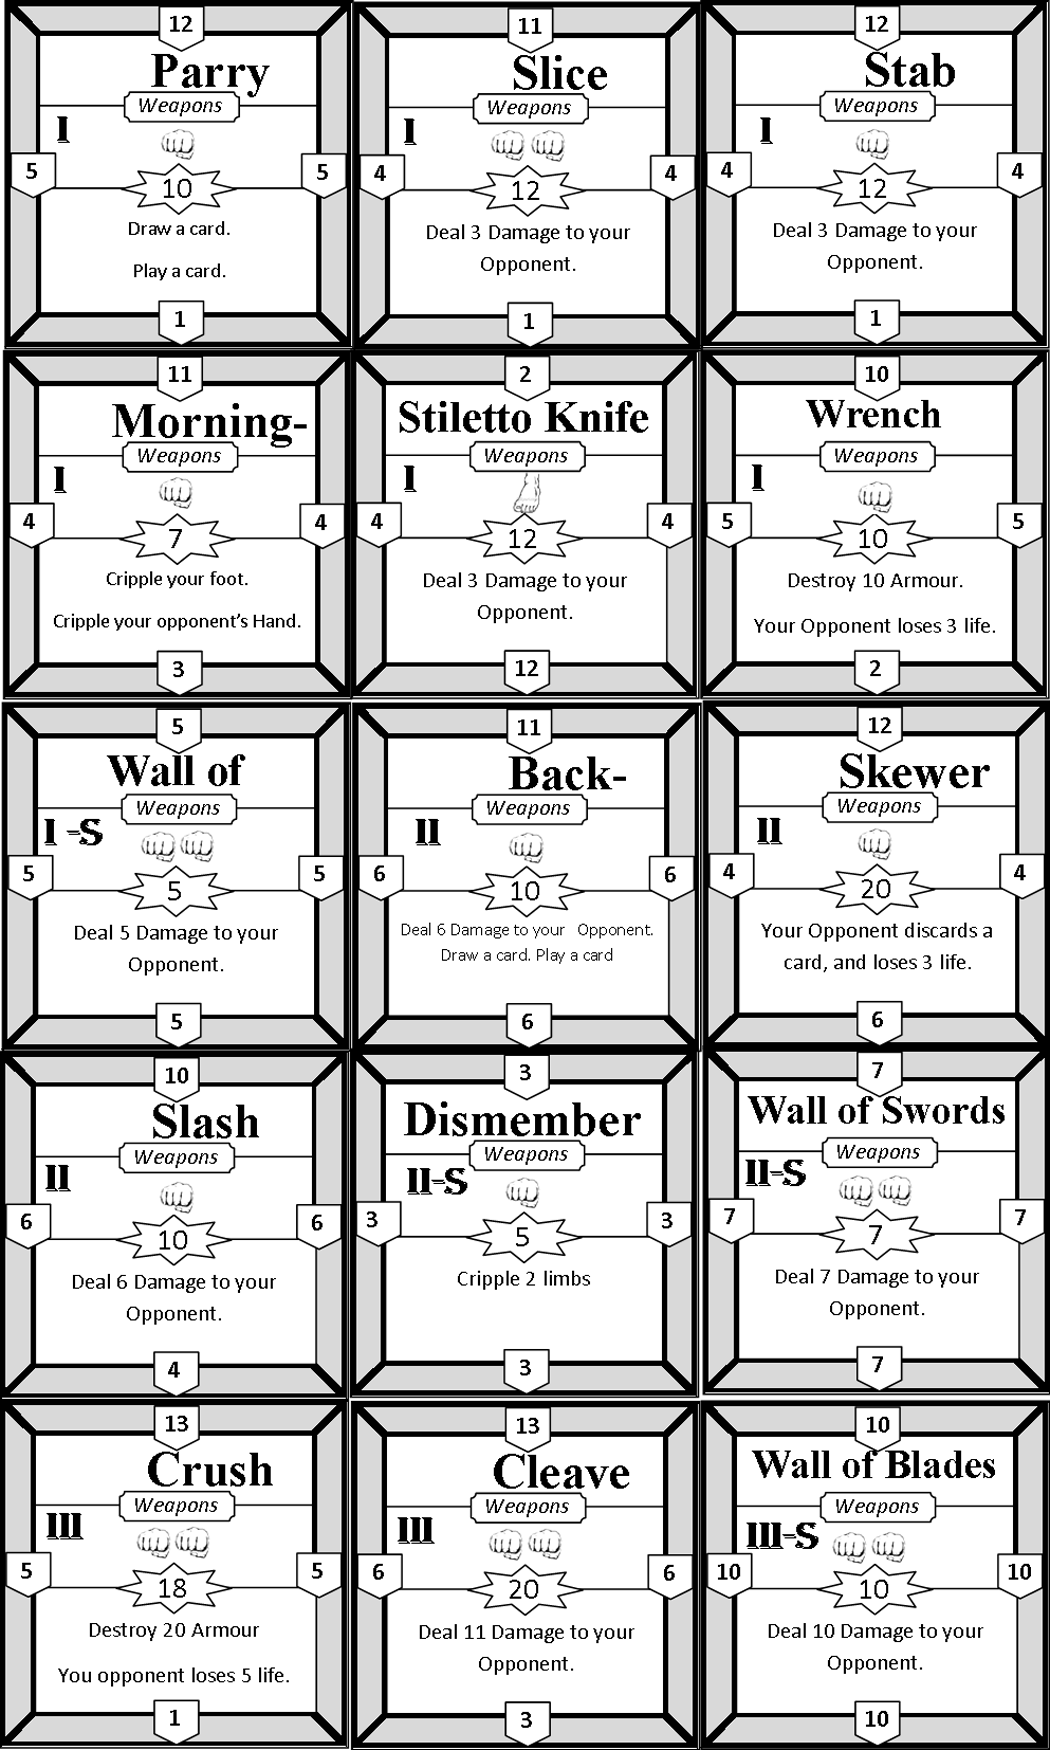 12
Parry
Weapons
I
5
5
10
Draw a card.
Play a card.
1
11
Slice
Weapons
I
4
4
12
Deal 3 Damage to your
Opponent.
1
12
Stab
Weapons
I
4
4
12
Deal 3 Damage to your
Opponent.
1
11
Morning-
Weapons
I
4
4
7
Cripple your foot.
Cripple your opponent's Hand.
3
2
Stiletto Knife
Weapons
I
4
4
12
Deal 3 Damage to your
Opponent.
12
10
Wrench
Weapons
I
5
5
10
Destroy 10 Armour.
Your Opponent loses 3 life.
2
5
Wall of
Weapons
I -S
5
5
5
Deal 5 Damage to your
Opponent.
5
11
Back-
Weapons
II
6
6
10
Deal 6 Damage to your Opponent.
Draw a card. Play a card
6
12
Skewer
Weapons
II
4
4
20
Your Opponent discards a
card, and loses 3 life.
6
10
Slash
Weapons
II
6
6
10
Deal 6 Damage to your
Opponent.
4
3
Dismember
Weapons
II-S
3
3
5
Cripple 2 limbs
3
7
Wall of Swords
Weapons
II-S
7
7
7
Deal 7 Damage to your
Opponent.
7
13
Crush
Weapons
III
5
5
18
Destroy 20 Armour
You opponent loses 5 life.
1
13
Cleave
Weapons
III
6
6
20
Deal 11 Damage to your
Opponent.
3
10
Wall of Blades
Weapons
III-S
10
10
10
Deal 10 Damage to your
Opponent.
10